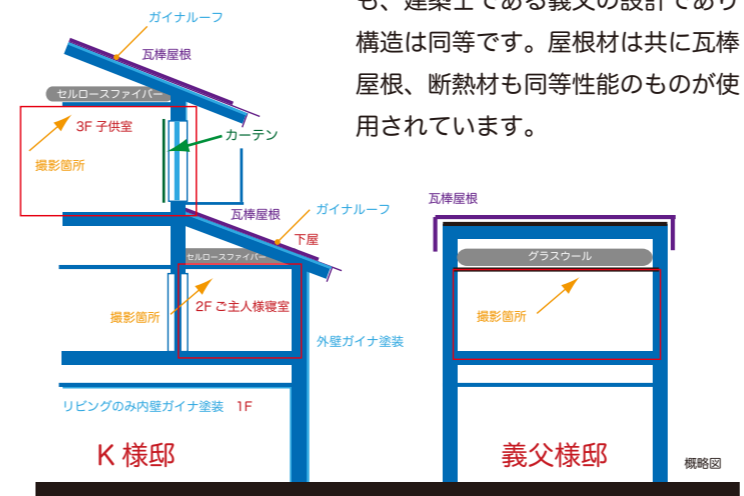 も、建築士である義父の設計であり
構造は同等です。屋根材は共に瓦棒
屋根、断熱材も同等性能のものが使
用されています。
ガイナルーフ
瓦棒屋根
セルロースファイバー
3F 子供室
カーテン
撮影箇所
瓦棒屋根
ガイナルーフ
下屋
セルロースファイバー
2F ご主人様寝室
撮影箇所
外壁ガイナ塗装
リビングのみ内壁ガイナ塗装 1F
K 様邸
瓦棒屋根
グラスウール
撮影箇所
義父様邸
概略図